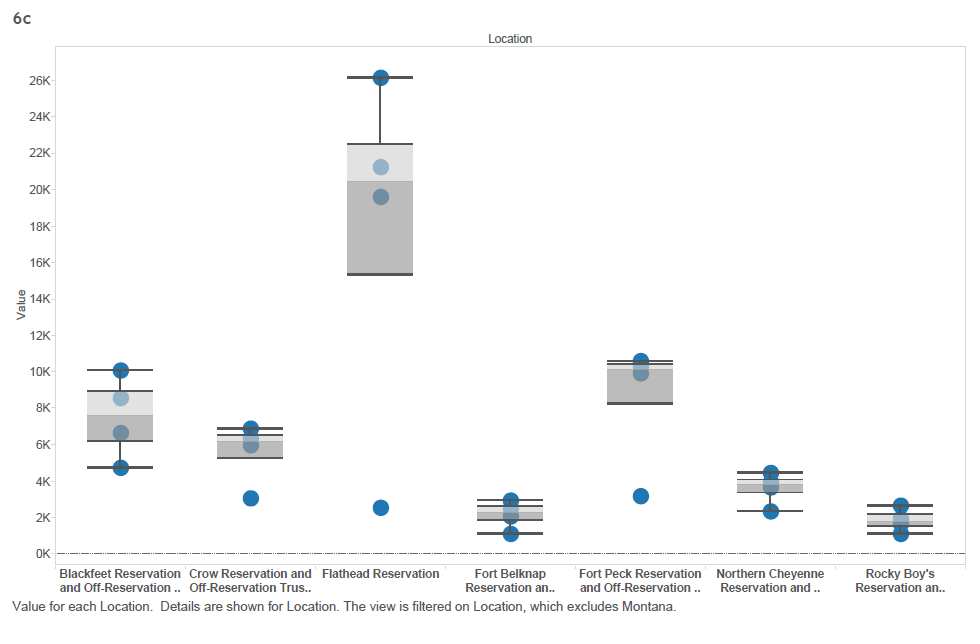 6c
Location
Value
26K
24K
22K
20K
18K
16K
14K
12K
10K
8K
6K
4K
2K
0K
Blackfeet Reservation
and Off-Reservation ..
Crow Reservation and
Off-Reservation Trus..
Flathead Reservation
Fort Belknap
Reservation an..
Fort Peck Reservation
and Off-Reservation ..
Northern Cheyenne
Reservation and ..
Rocky Boy's
Reservation an..
Value for each Location.  Details are shown for Location. The view is filtered on Location, which excludes Montana.